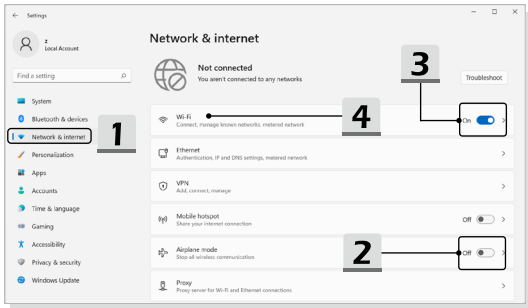 Settings
z
Local Account
Find a setting
System
Bluetooth & devices
Network & internet
Personalization
Apps
Accounts
Time & language
Gaming
Accessibility
Privacy & security
Windows Update
1
Network & internet
Not connected
You aren't connected to any networks
Troubleshoot
3
Wi-Fi
Connect, manage known networks, metered network
4
On
Ethernet
Authentication, IP and DNS settings, metered network
VPN
Add, connect, manage
Mobile hotspot
Share your internet connection
Off
Airplane mode
Stop all wireless communication
2
Off
Proxy
Proxy server for Wi-Fi and Ethernet connections